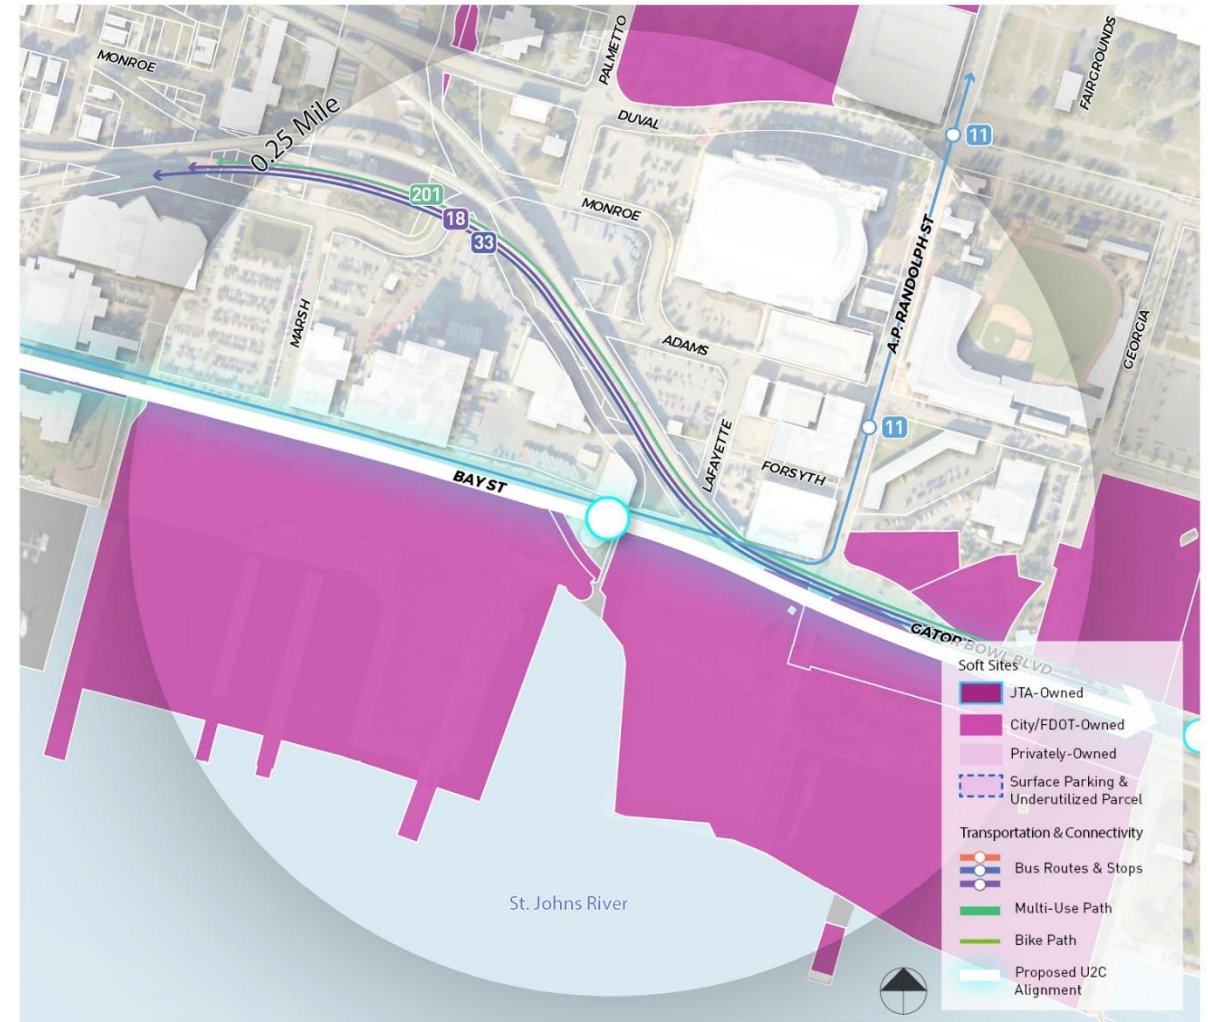 MONROE
PALMETTO
FAIRGROUNDS
0.25 Mile
DUVAL
11
201
18
33
MONROE
A.P. RANDOLPH ST
MARSH
ADAMS
GEORGIA
11
LAFAYETTE
FORSYTH
BAY ST
GATOR BOWL BLVD
Soft Sites
JTA-Owned
City/FDOT-Owned
Privately-Owned
Surface Parking &
Underutilized Parcel
Transportation & Connectivity
Bus Routes & Stops
Multi-Use Path
Bike Path
Proposed U2C
Alignment
St. Johns River